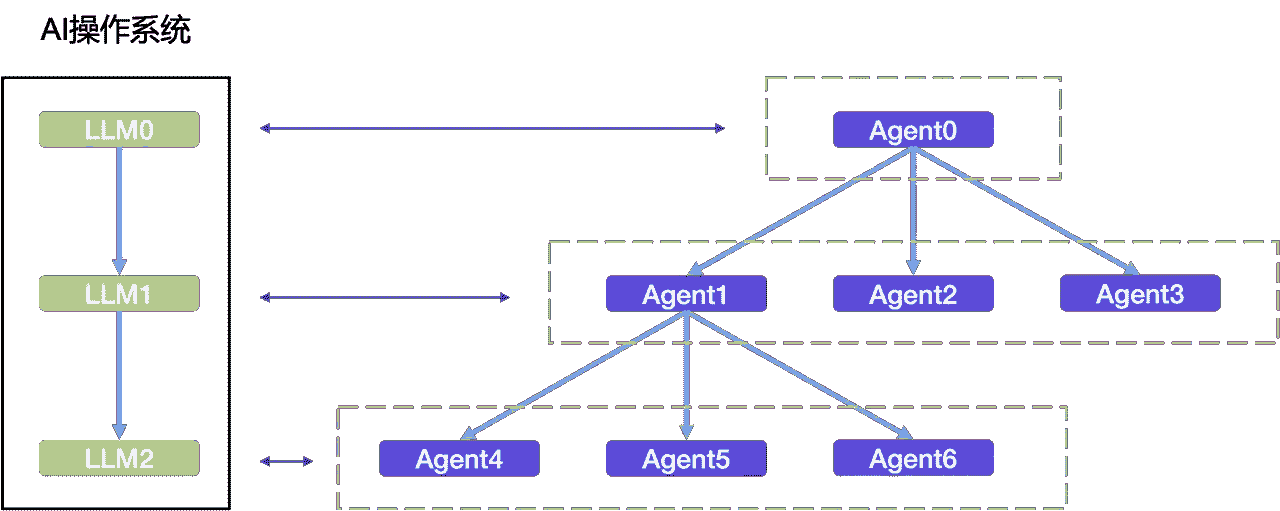 AI操作系统
LLM0
Agent0
LLM1
Agent1
Agent2
Agent3
LLM2
Agent4
Agent5
Agent6